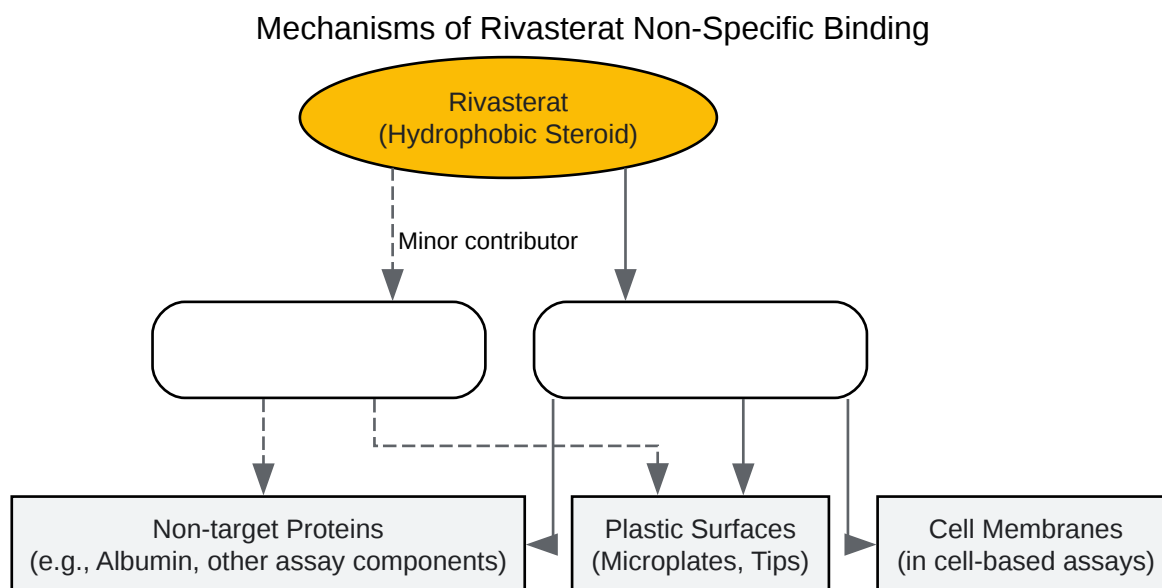 Mechanisms of Rivasterat Non-Specific Binding
Rivasterat
(Hydrophobic Steroid)
Minor contributor
Non-target Proteins
(e.g., Albumin, other assay components)
Plastic Surfaces
(Microplates, Tips)
Cell Membranes
(in cell-based assays)